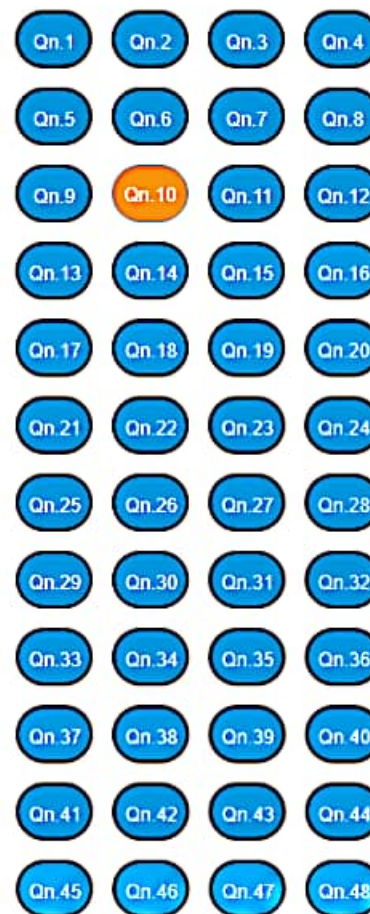 Qn.1 Qn.2 Qn.3 Qn.4
Qn.5 Qn.6 Qn.7 Qn.8
Qn.9 Qn.10 Qn.11 Qn.12
Qn.13 Qn.14 Qn.15 Qn.16
Qn.17 Qn.18 Qn.19 Qn.20
Qn.21 Qn.22 Qn.23 Qn.24
Qn.25 Qn.26 Qn.27 Qn.28
Qn.29 Qn.30 Qn.31 Qn.32
Qn.33 Qn.34 Qn.35 Qn.36
Qn.37 Qn.38 Qn.39 Qn.40
Qn.41 Qn.42 Qn.43 Qn.44
Qn.45 Qn.46 Qn.47 Qn.48